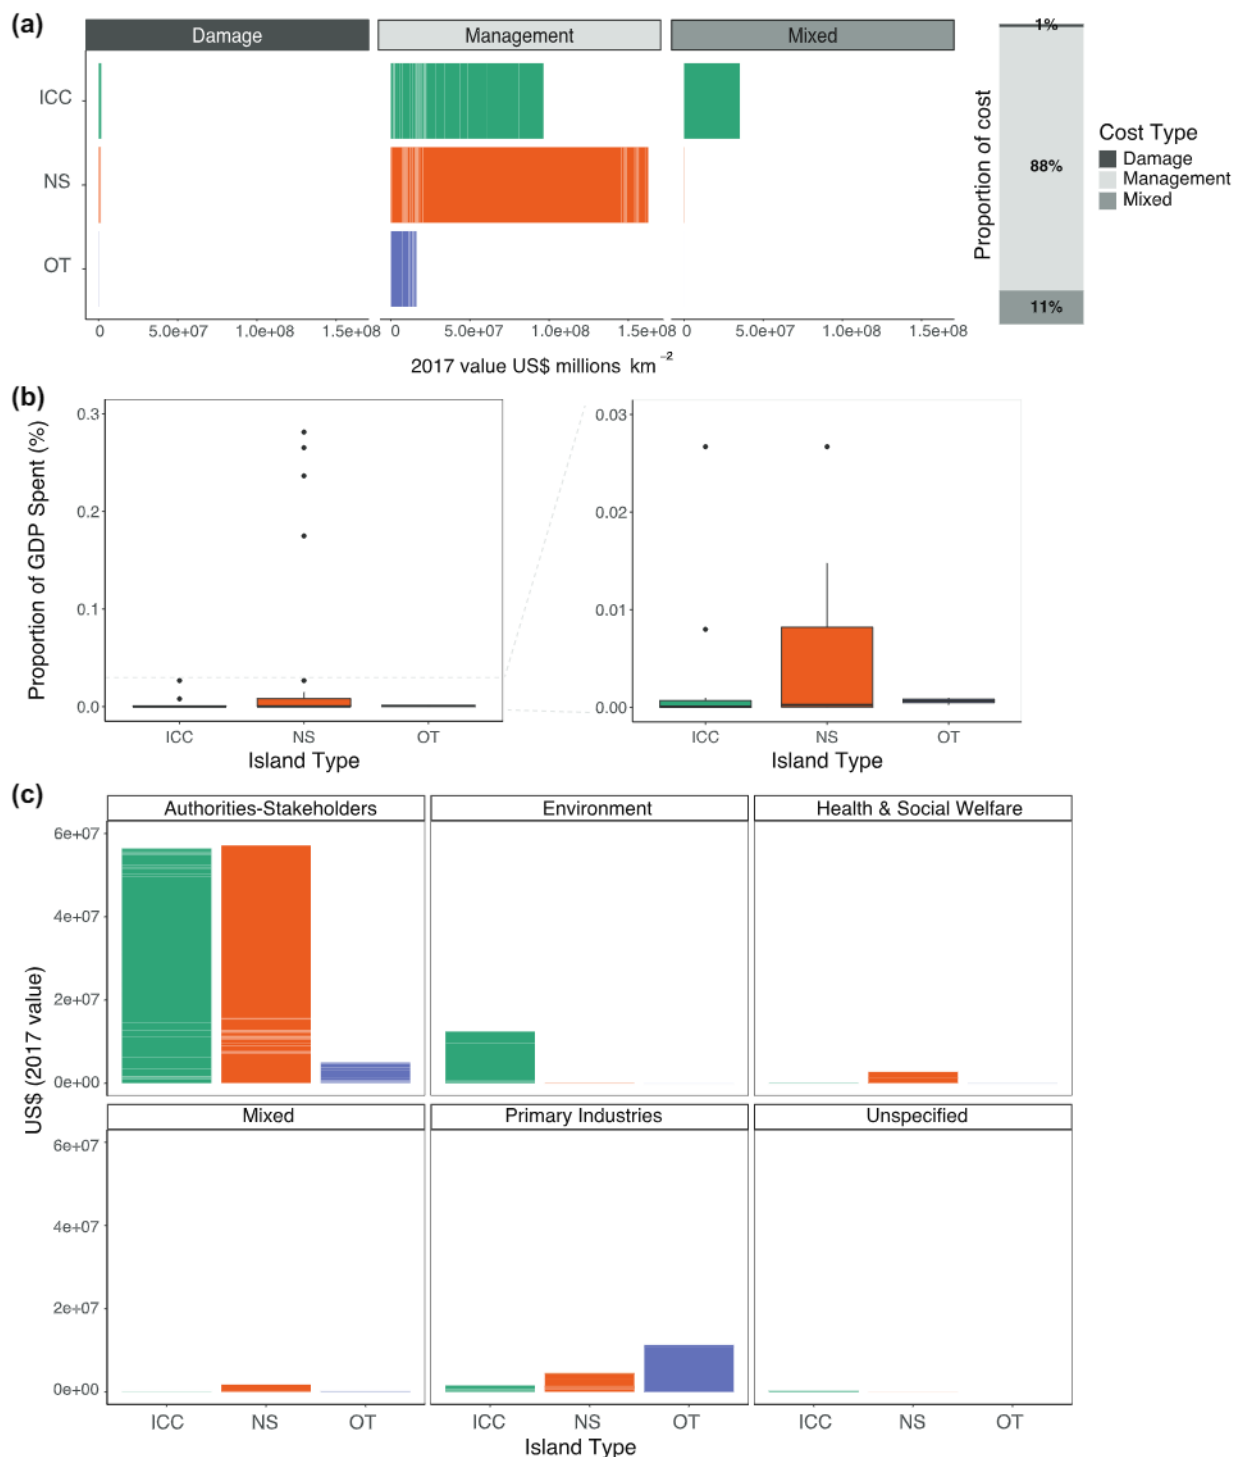 (a)
Damage Management Mixed
ICC
NS
OT
0 5.0e+07 1.0e+08 1.5e+08
0 5.0e+07 1.0e+08 1.5e+08
0 5.0e+07 1.0e+08 1.5e+08
2017 value US$ millions km⁻²
Proportion of cost
1%
88%
11%
Cost Type
Damage
Management
Mixed
(b)
Proportion of GDP Spent (%)
0.3
0.2
0.1
0.0
ICC NS OT
Island Type
0.03
0.02
0.01
0.00
ICC NS OT
Island Type
(c)
US$ (2017 value)
Authorities-Stakeholders Environment Health & Social Welfare
6e+07
4e+07
2e+07
0e+00
Mixed Primary Industries Unspecified
6e+07
4e+07
2e+07
0e+00
ICC NS OT
ICC NS OT
ICC NS OT
Island Type